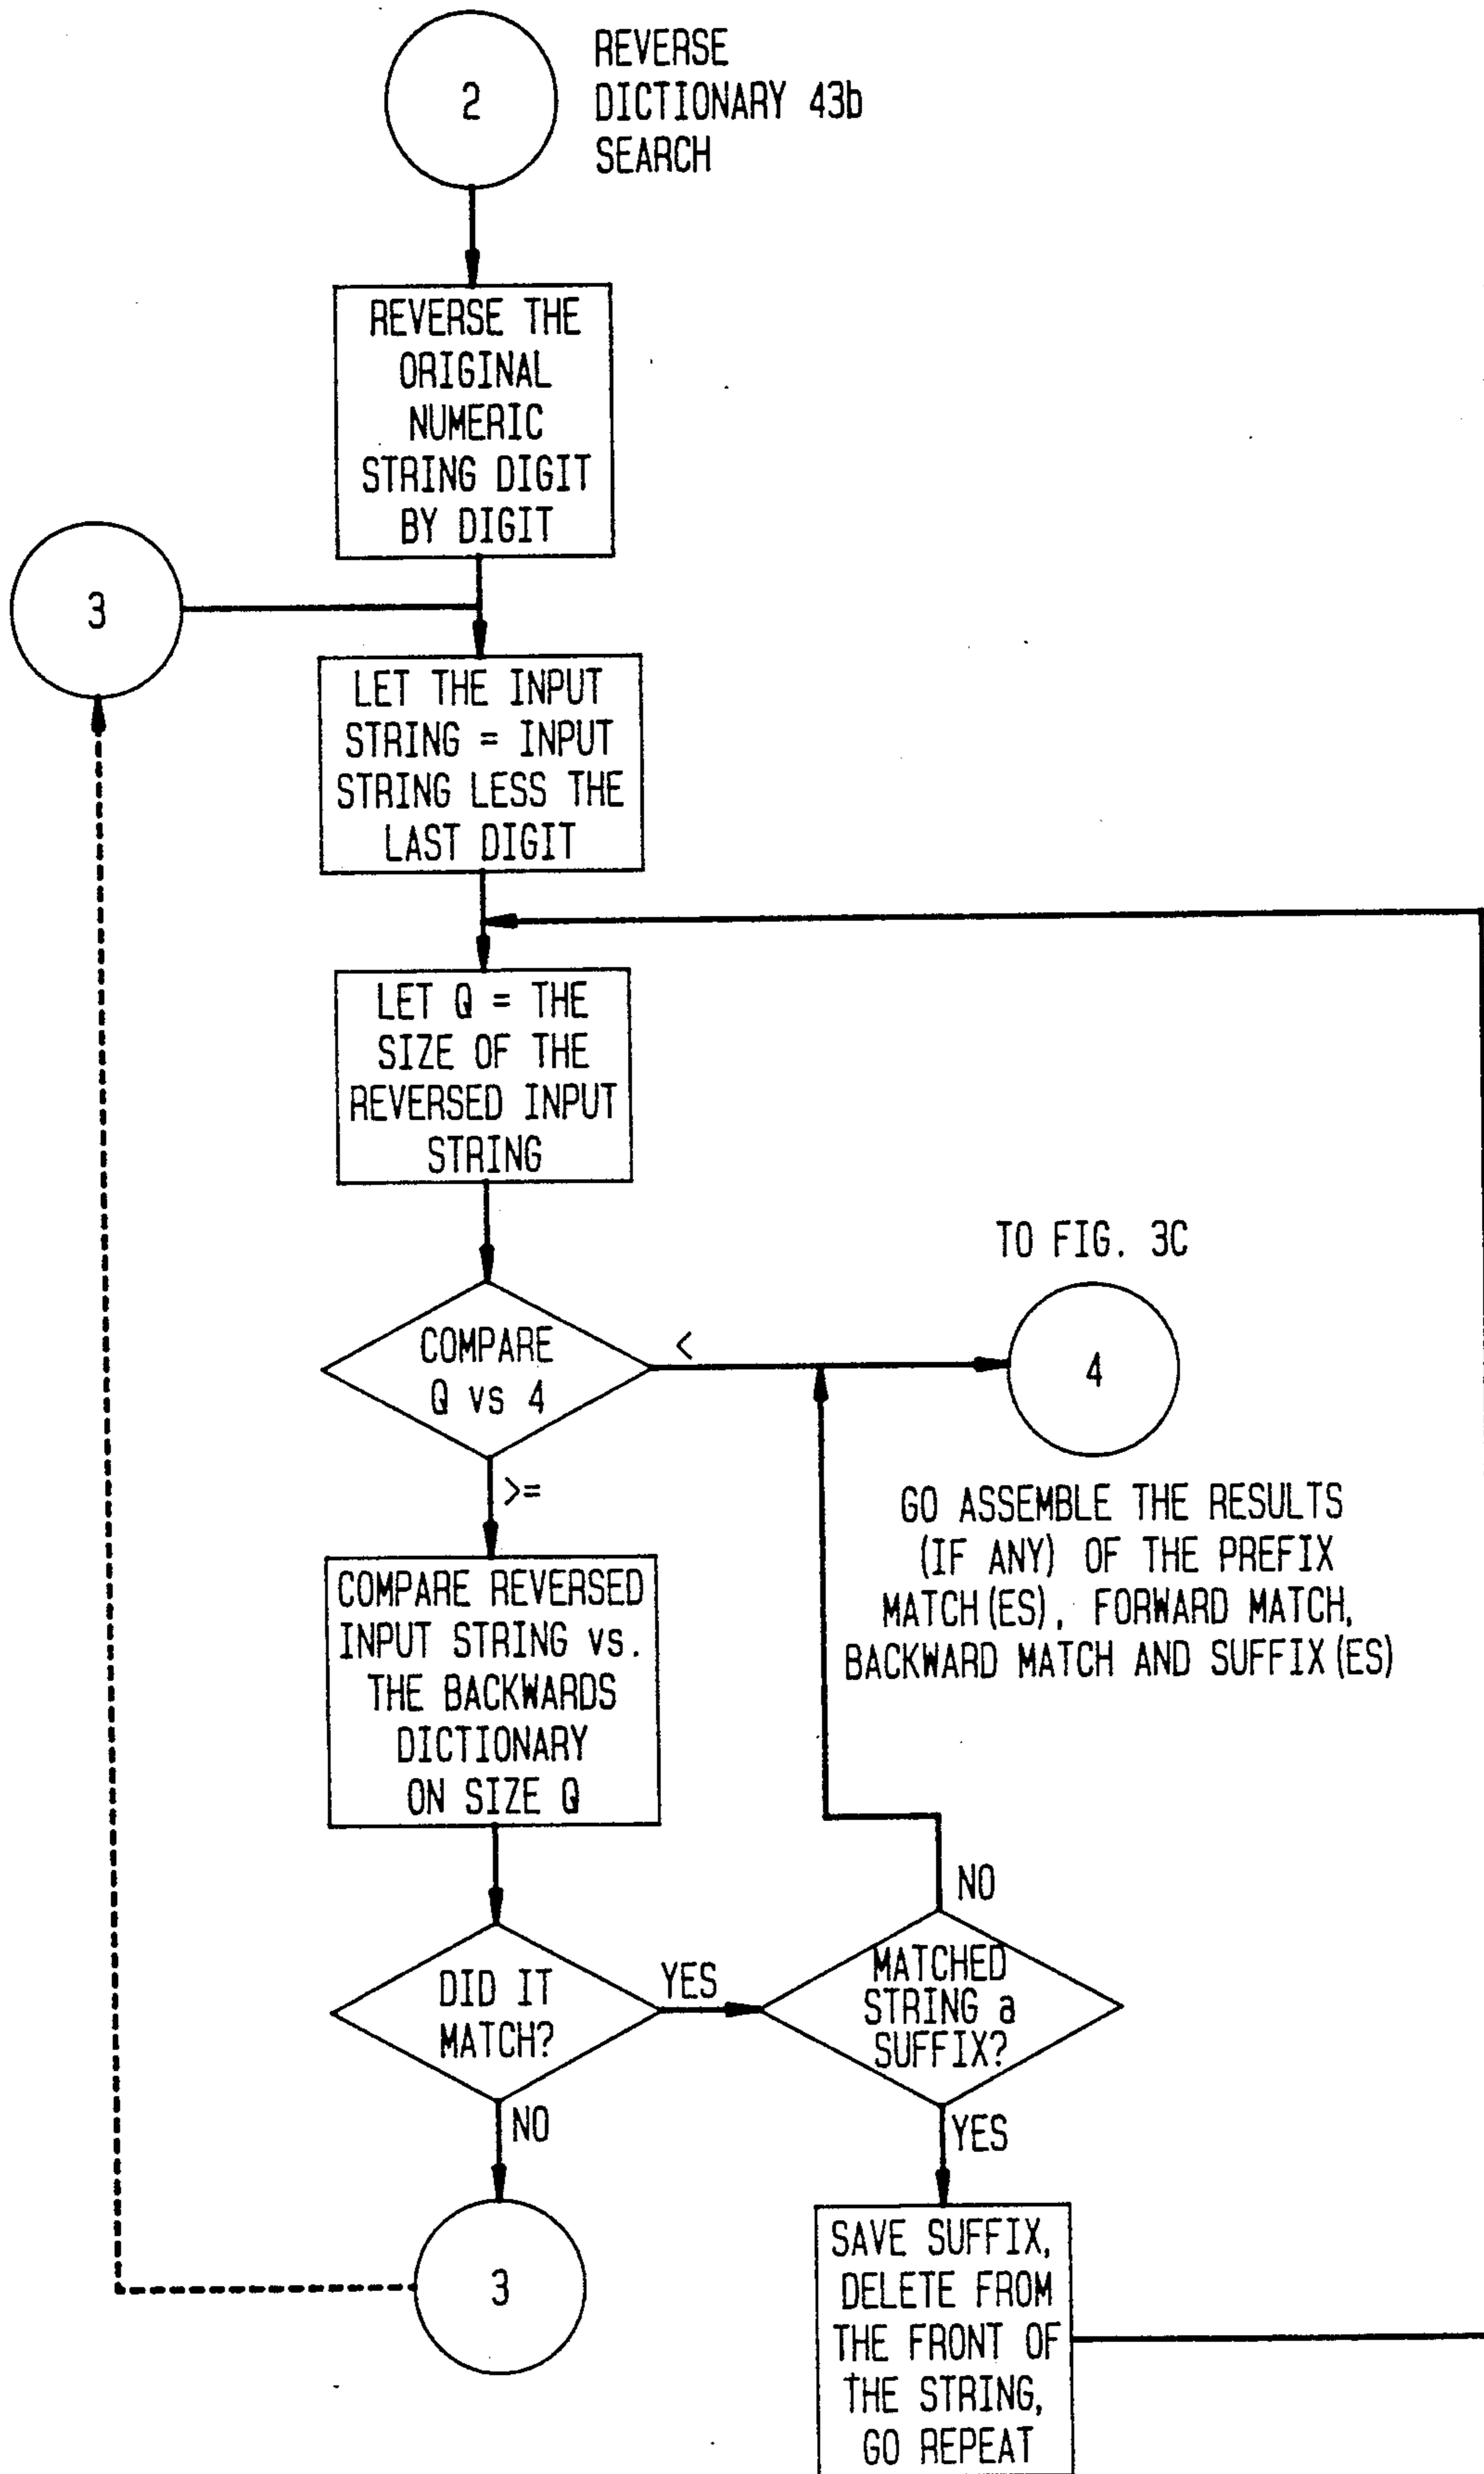 2
REVERSE
DICTIONARY 43b
SEARCH
REVERSE THE
ORIGINAL
NUMERIC
STRING DIGIT
BY DIGIT
3
LET THE INPUT
STRING = INPUT
STRING LESS THE
LAST DIGIT
LET Q = THE
SIZE OF THE
REVERSED INPUT
STRING
TO FIG. 3C
COMPARE
Q vs 4
<
4
>=
GO ASSEMBLE THE RESULTS
(IF ANY) OF THE PREFIX
MATCH(ES), FORWARD MATCH,
BACKWARD MATCH AND SUFFIX(ES)
COMPARE REVERSED
INPUT STRING vs.
THE BACKWARDS
DICTIONARY
ON SIZE Q
NO
DID IT
MATCH?
YES
MATCHED
STRING a
SUFFIX?
NO
YES
3
SAVE SUFFIX,
DELETE FROM
THE FRONT OF
THE STRING,
GO REPEAT